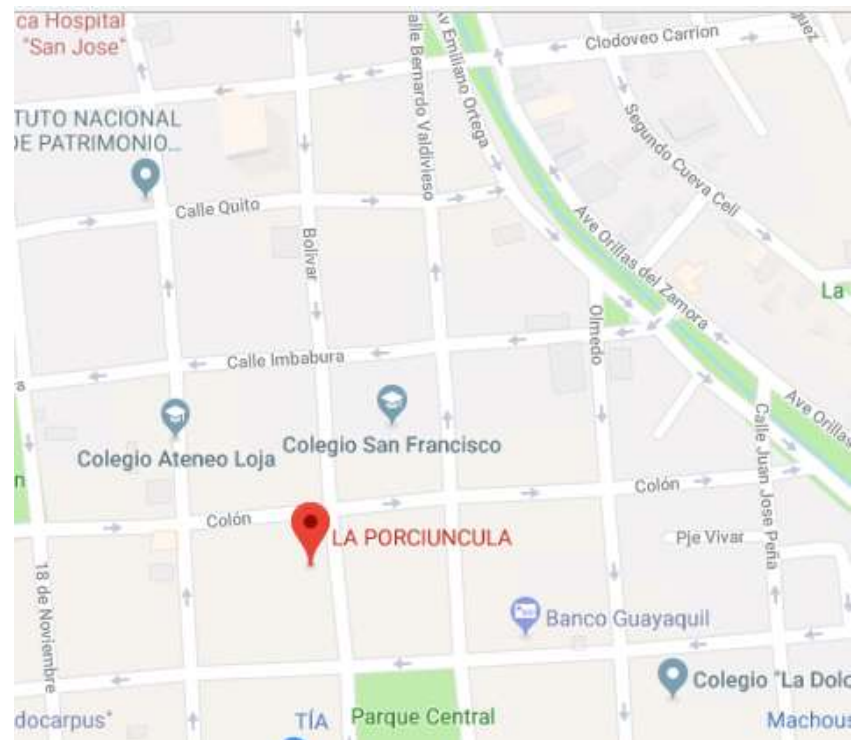 ca Hospital
"San Jose"
Clodoveo Carrion
guez
Calle Bernardo Valdivieso
Av Emiliano Ortega
TUTO NACIONAL
DE PATRIMONIO...
Segundo Cueva Celi
Calle Quito
Bolivar
Ave Orillas del Zamora
La
Olmedo
Calle Imbabura
Colegio Ateneo Loja
Colegio San Francisco
Ave Orillas
Calle Juan Jose Peña
n
Colón
Colón
LA PORCIUNCULA
Pje Vivar
18 de Noviembre
Banco Guayaquil
Colegio "La Dolo
docarpus"
TÍA
Parque Central
Machous